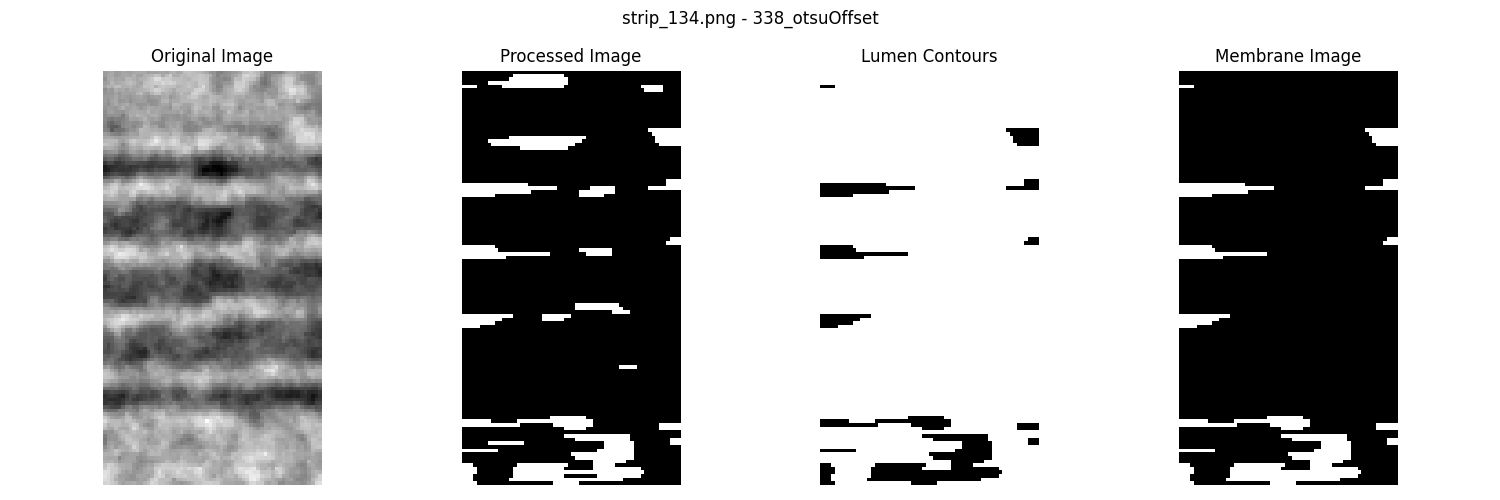 strip_134.png - 338_otsuOffset
Original Image
Processed Image
Lumen Contours
Membrane Image